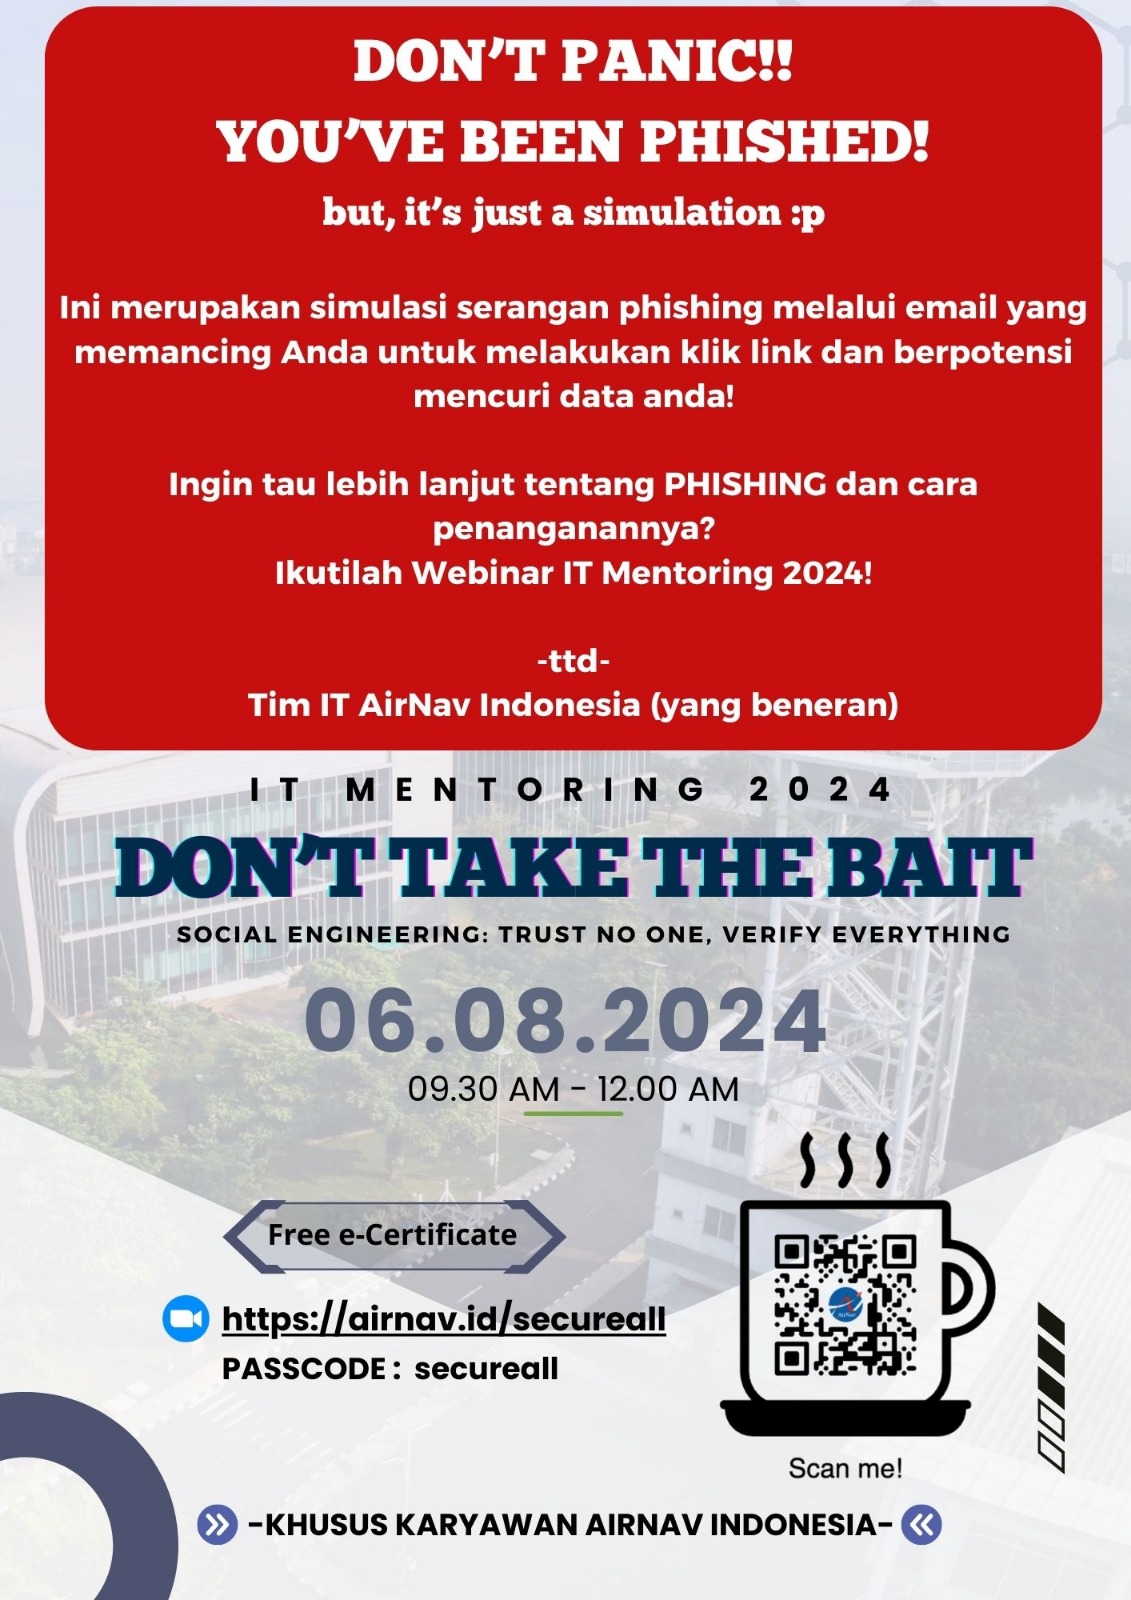 DON'T PANIC!!
YOU'VE BEEN PHISHED!
but, it's just a simulation :p
Ini merupakan simulasi serangan phishing melalui email yang
memancing Anda untuk melakukan klik link dan berpotensi
mencuri data anda!
Ingin tau lebih lanjut tentang PHISHING dan cara
penanganannya?
Ikutilah Webinar IT Mentoring 2024!
-ttd-
Tim IT AirNav Indonesia (yang beneran)
IT MENTORING 2024
DON'T TAKE THE BAIT
SOCIAL ENGINEERING: TRUST NO ONE, VERIFY EVERYTHING
06.08.2024
09.30 AM - 12.00 AM
Free e-Certificate
https://airnav.id/secureall
PASSCODE : secureall
AirNav
Scan me!
-KHUSUS KARYAWAN AIRNAV INDONESIA-